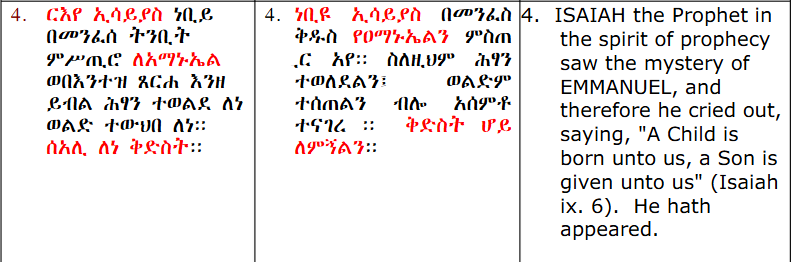 4. ርእየ ኢሳይያስ ነቢይ
በመንፈሰ ትንቢት
ምሥጢሮ ለአማኑኤል
ወበእንተዝ ጸርሐ እንዘ
ይብል ሕፃን ተወልደ ለነ
ወልድ ተውህበ ለነ።
ሰአሊ ለነ ቅድስት።
4. ነቢዩ ኢሳይያስ በመንፈስ
ቅዱስ የዐማኑኤልን ምስጠ
ር አየ። ስለዚህም ሕፃን
ተወለደልን፤ ወልድም
ተሰጠልን ብሎ አሰምቶ
ተናገረ ። ቅድስት ሆይ
ለምኝልን።
4. ISAIAH the Prophet in
the spirit of prophecy
saw the mystery of
EMMANUEL, and
therefore he cried out,
saying, "A Child is
born unto us, a Son is
given unto us" (Isaiah
ix. 6). He hath
appeared.